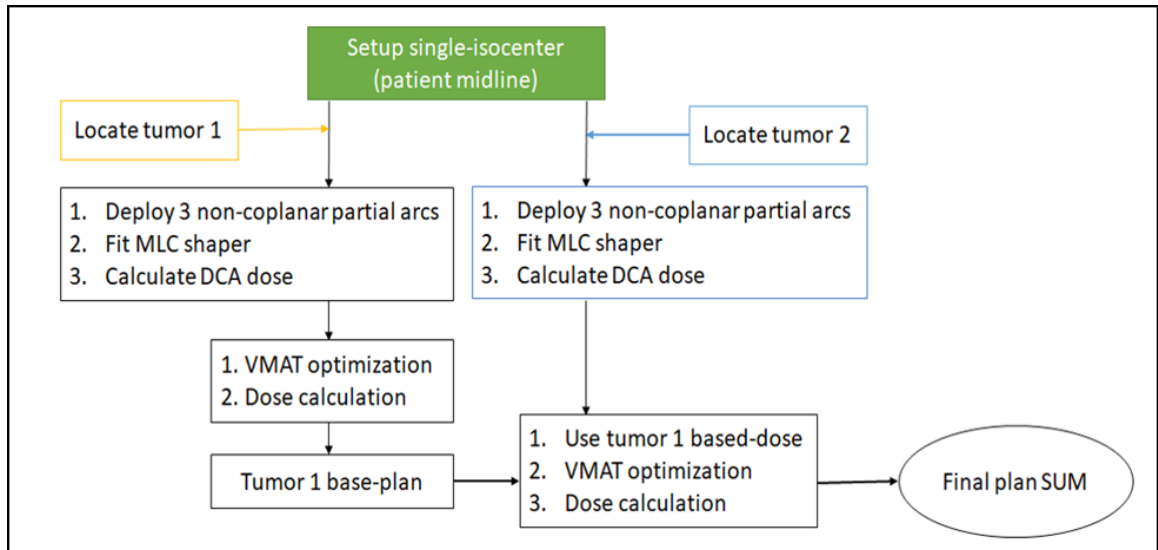 Setup single-isocenter
(patient midline)
Locate tumor 1
Locate tumor 2
1. Deploy 3 non-coplanar partial arcs
2. Fit MLC shaper
3. Calculate DCA dose
1. Deploy 3 non-coplanar partial arcs
2. Fit MLC shaper
3. Calculate DCA dose
1. VMAT optimization
2. Dose calculation
Tumor 1 base-plan
1. Use tumor 1 based-dose
2. VMAT optimization
3. Dose calculation
Final plan SUM